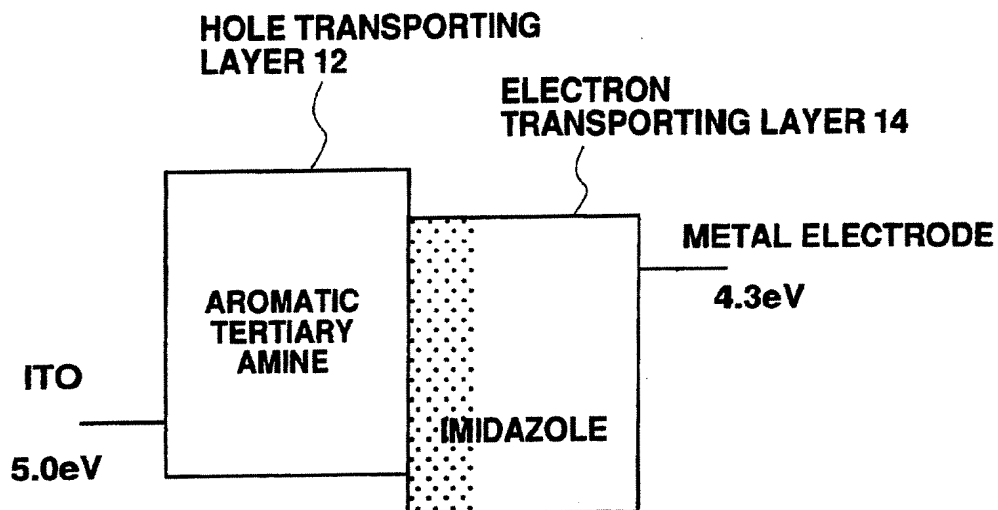 HOLE TRANSPORTING
LAYER 12
ELECTRON
TRANSPORTING LAYER 14
METAL ELECTRODE
4.3eV
AROMATIC
TERTIARY
AMINE
ITO
IMIDAZOLE
5.0eV